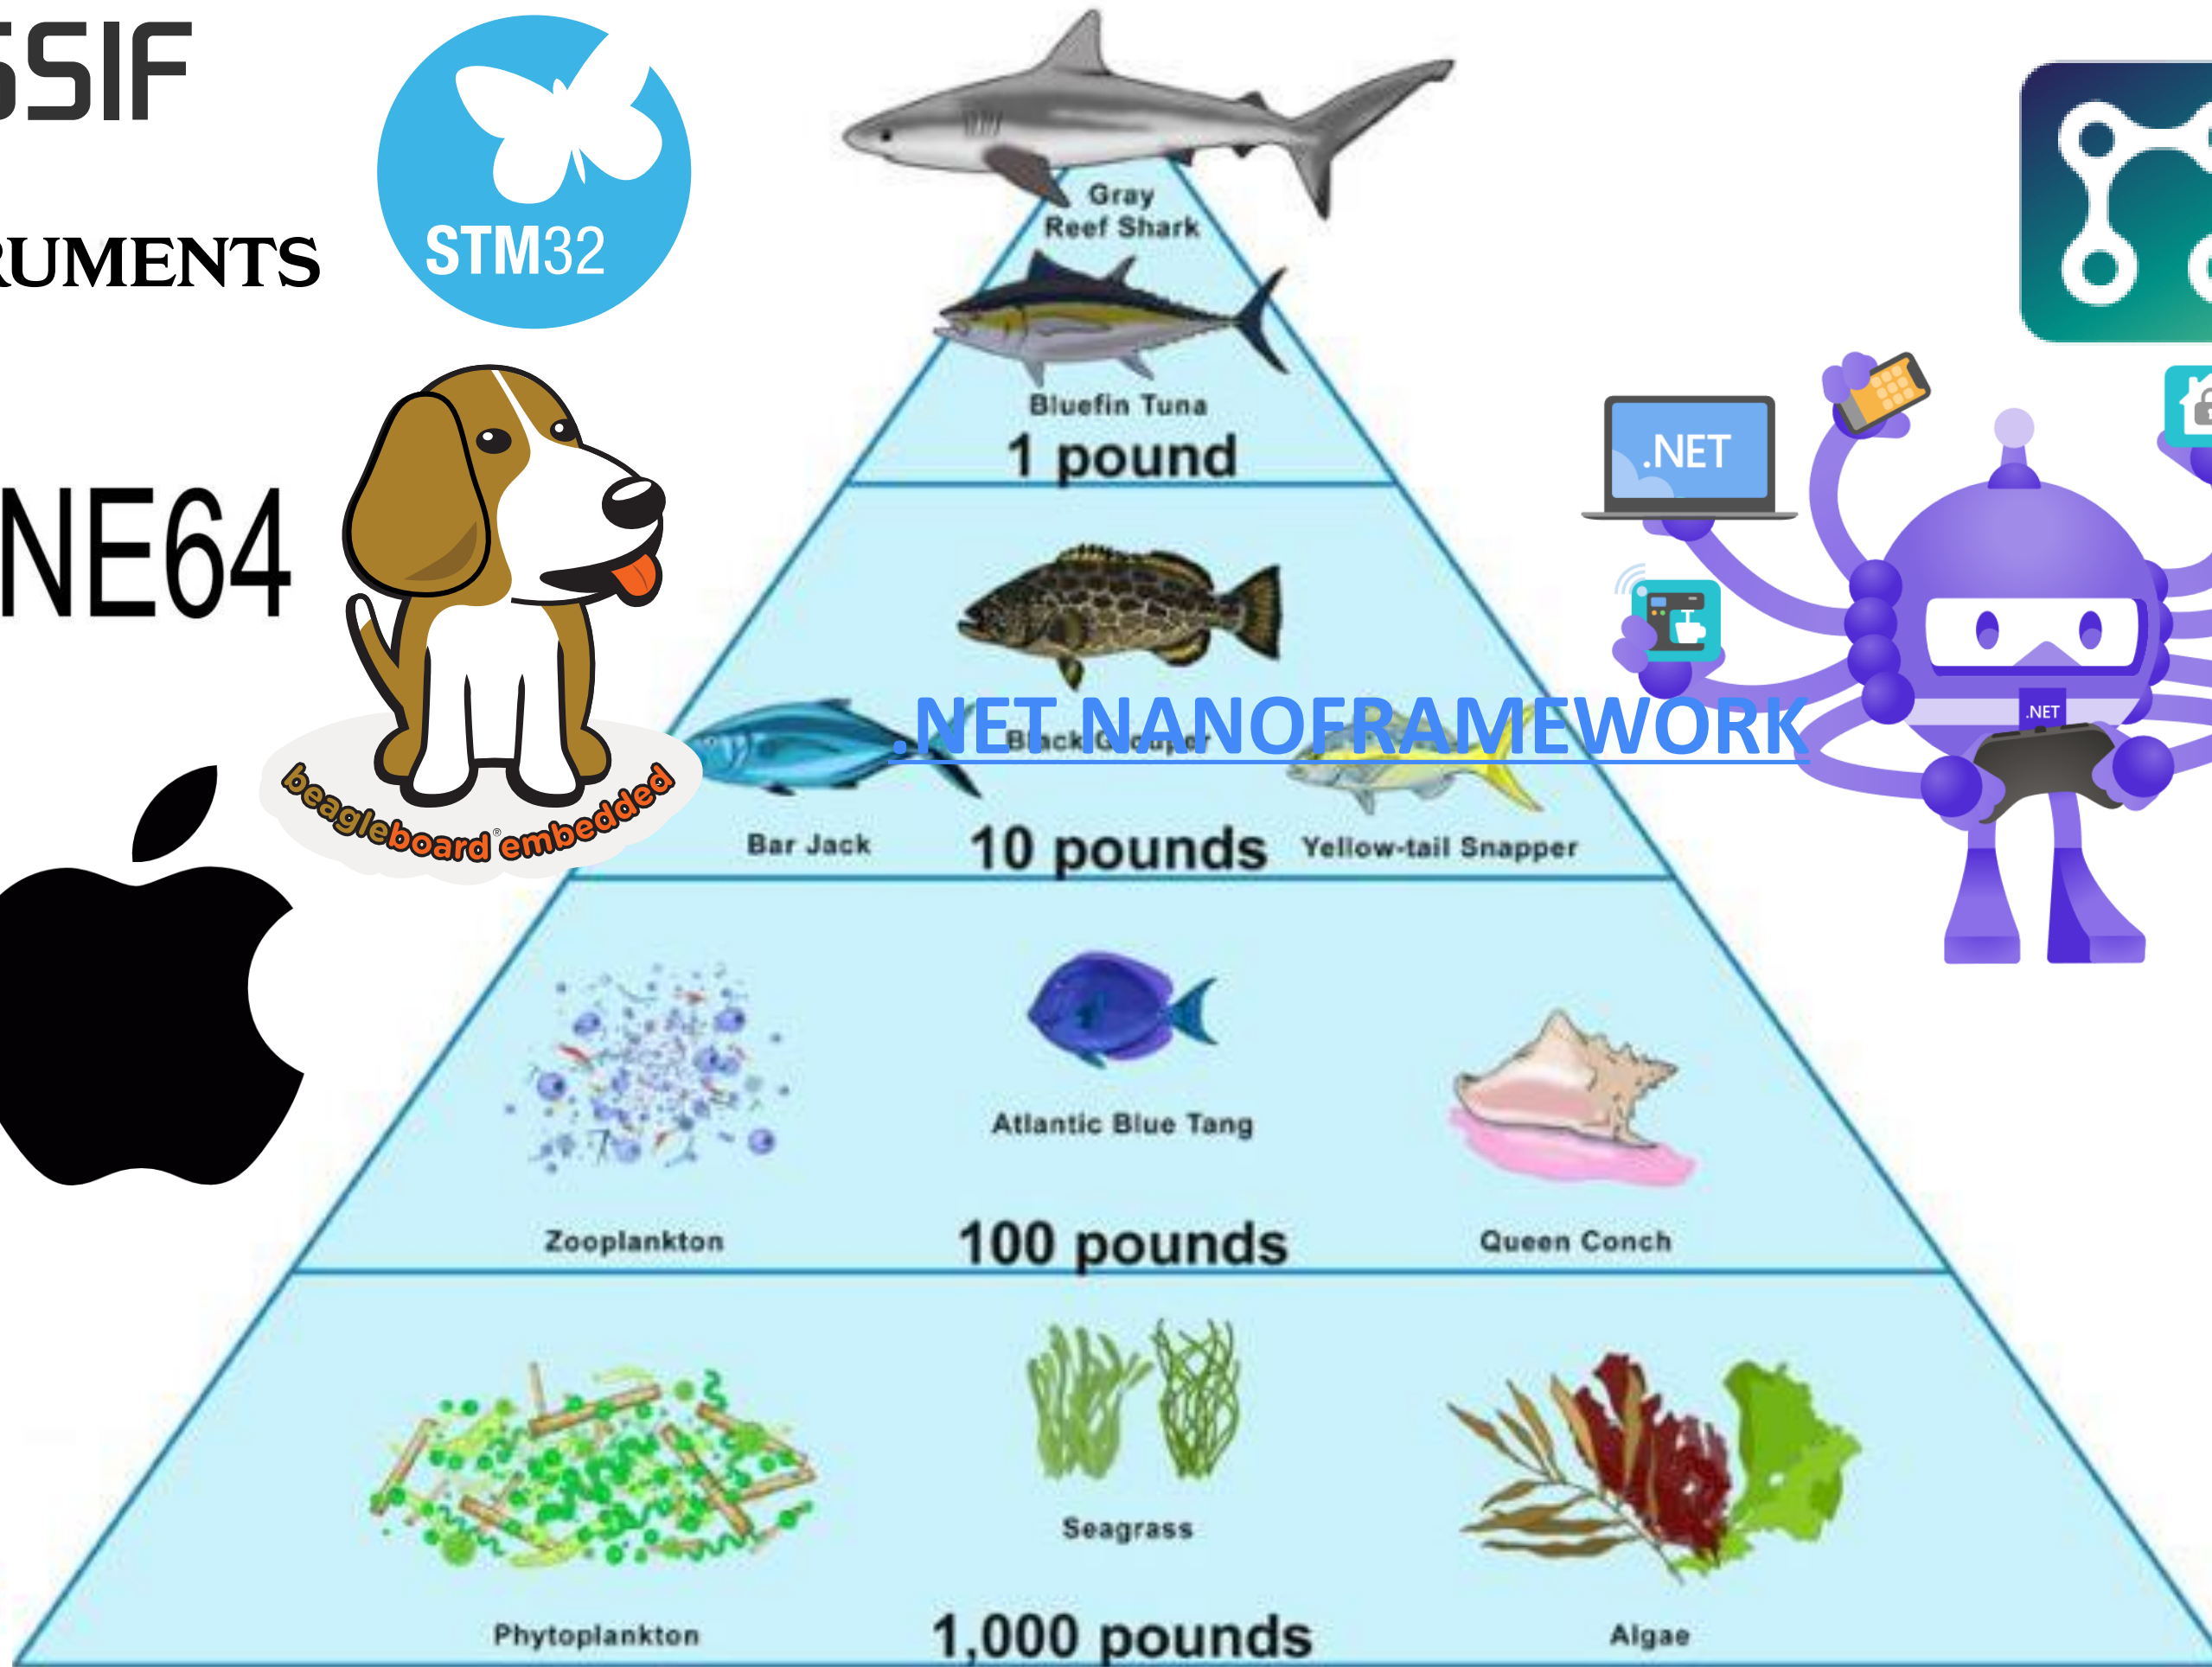 SSIF
RUMENTS
STM32
NE64
beagleboard® embedded
Gray
Reef Shark
Bluefin Tuna
1 pound
.NET
.NET NANOFRAMEWORK
Black Grouper
.NET
Bar Jack
10 pounds
Yellow-tail Snapper
Atlantic Blue Tang
Zooplankton
100 pounds
Queen Conch
Seagrass
Phytoplankton
1,000 pounds
Algae